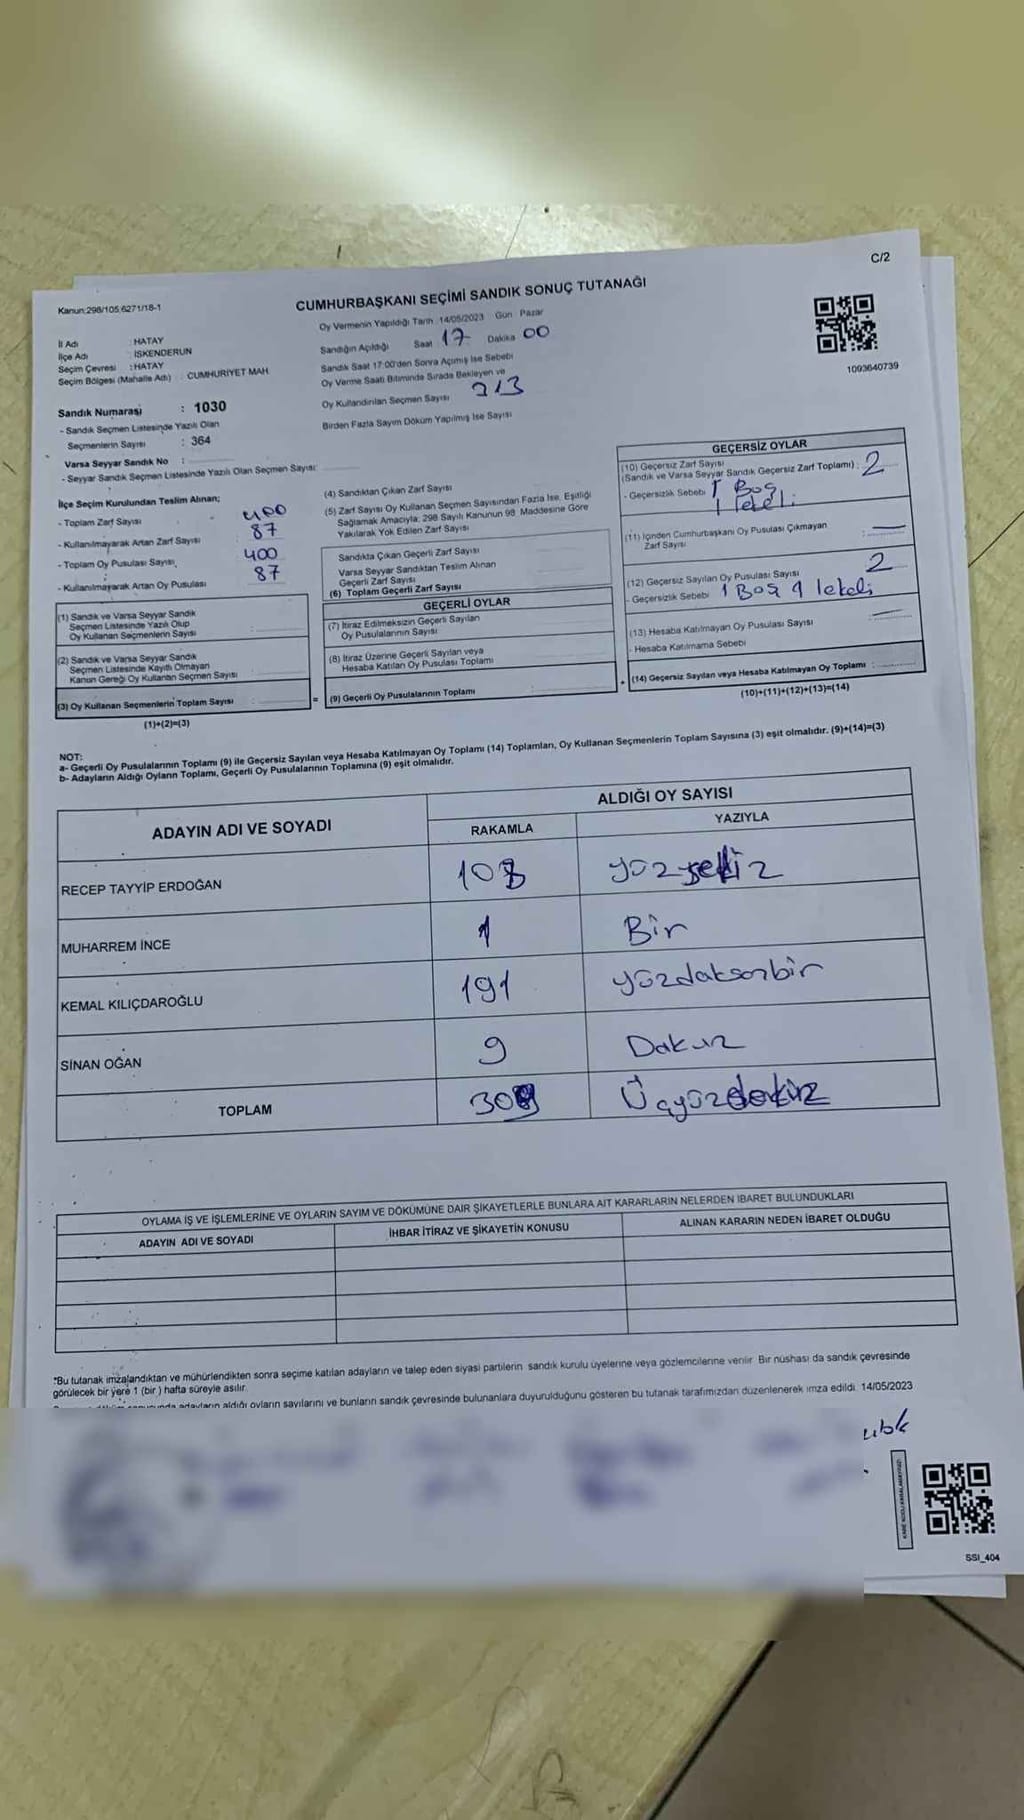 C/2
Kanun:298/105,6271/18-1
CUMHURBAŞKANI SEÇİMİ SANDIK SONUÇ TUTANAĞI
İl Adı : HATAY
İlçe Adı : İSKENDERUN
Seçim Çevresi : HATAY
Seçim Bölgesi (Mahalle Adı) : CUMHURİYET MAH
Sandık Numarası : 1030
- Sandık Seçmen Listesinde Yazılı Olan
Seçmenlerin Sayısı : 364
Varsa Seyyar Sandık No :
- Seyyar Sandık Seçmen Listesinde Yazılı Olan Seçmen Sayısı:
Oy Vermenin Yapıldığı Tarih 14/05/2023 Gün Pazar
Sandığın Açıldığı Saat 17 Dakika 00
Sandık Saat 17:00'den Sonra Açımış İse Sebebi
Oy Verme Saati Bitiminde Sırada Bekleyen ve
Oy Kullandırılan Seçmen Sayısı 313
Birden Fazla Sayım Döküm Yapılmış İse Sayısı
1093640739
İlçe Seçim Kurulundan Teslim Alınan;
- Toplam Zarf Sayısı 400
- Kullanılmayarak Artan Zarf Sayısı 87
- Toplam Oy Pusulası Sayısı 400
- Kullanılmayarak Artan Oy Pusulası 87
(1) Sandık ve Varsa Seyyar Sandık
Seçmen Listesinde Yazılı Olup
Oy Kullanan Seçmenlerin Sayısı :
(2) Sandık ve Varsa Seyyar Sandık
Seçmen Listesinde Kayıtlı Olmayan
Kanun Gereği Oy Kullanan Seçmen Sayısı :
(3) Oy Kullanan Seçmenlerin Toplam Sayısı :
(1)+(2)=(3)
=
(4) Sandıktan Çıkan Zarf Sayısı
(5) Zarf Sayısı Oy Kullanan Seçmen Sayısından Fazla İse, Eşitliği
Sağlamak Amacıyla; 298 Sayılı Kanunun 98 Maddesine Göre
Yakılarak Yok Edilen Zarf Sayısı
Sandıkta Çıkan Geçerli Zarf Sayısı
Varsa Seyyar Sandıktan Teslim Alınan
Geçerli Zarf Sayısı
(6) Toplam Geçerli Zarf Sayısı
GEÇERLİ OYLAR
(7) İtiraz Edilmeksizin Geçerli Sayılan
Oy Pusulalarının Sayısı
(8) İtiraz Üzerine Geçerli Sayılan veya
Hesaba Katılan Oy Pusulası Toplamı
(9) Geçerli Oy Pusulalarının Toplamı
+
GEÇERSİZ OYLAR
(10) Geçersiz Zarf Sayısı
(Sandık ve Varsa Seyyar Sandık Geçersiz Zarf Toplamı) : 2
- Geçersizlik Sebebi 1 Boş
1 lekeli
(11) İçinden Cumhurbaşkanı Oy Pusulası Çıkmayan
Zarf Sayısı : —
(12) Geçersiz Sayılan Oy Pusulası Sayısı 2
- Geçersizlik Sebebi 1 Boş 1 lekeli
(13) Hesaba Katılmayan Oy Pusulası Sayısı : —
- Hesaba Katılmama Sebebi
(14) Geçersiz Sayılan veya Hesaba Katılmayan Oy Toplamı :
(10)+(11)+(12)+(13)=(14)
NOT:
a- Geçerli Oy Pusulalarının Toplamı (9) ile Geçersiz Sayılan veya Hesaba Katılmayan Oy Toplamı (14) Toplamları, Oy Kullanan Seçmenlerin Toplam Sayısına (3) eşit olmalıdır. (9)+(14)=(3)
b- Adayların Aldığı Oyların Toplamı, Geçerli Oy Pusulalarının Toplamına (9) eşit olmalıdır.
ADAYIN ADI VE SOYADI
ALDIĞI OY SAYISI
RAKAMLA YAZIYLA
RECEP TAYYİP ERDOĞAN 108 yüzsekiz
MUHARREM İNCE 1 Bir
KEMAL KILIÇDAROĞLU 191 yüzdoksanbir
SİNAN OĞAN 9 Dokuz
TOPLAM 309 Üçyüzdokuz
OYLAMA İŞ VE İŞLEMLERİNE VE OYLARIN SAYIM VE DÖKÜMÜNE DAİR ŞİKAYETLERLE BUNLARA AİT KARARLARIN NELERDEN İBARET BULUNDUKLARI
ADAYIN ADI VE SOYADI İHBAR İTİRAZ VE ŞİKAYETİN KONUSU ALINAN KARARIN NEDEN İBARET OLDUĞU
*Bu tutanak imzalandıktan ve mühürlendikten sonra seçime katılan adayların ve talep eden siyasi partilerin sandık kurulu üyelerine veya gözlemcilerine verilir. Bir nüshası da sandık çevresinde
görülecek bir yere 1 (bir) hafta süreyle asılır.
adayların aldığı oyların sayılarını ve bunların sandık çevresinde bulunanlara duyurulduğunu gösteren bu tutanak tarafımızdan düzenlenerek imza edildi. 14/05/2023
SSI_404